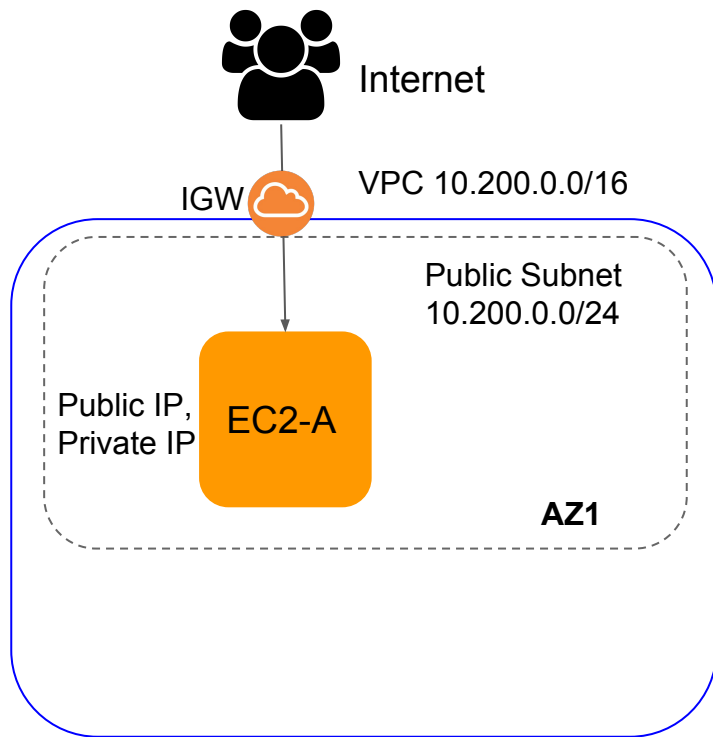 Internet
IGW
VPC 10.200.0.0/16
Public Subnet
10.200.0.0/24
Public IP,
Private IP
EC2-A
AZ1